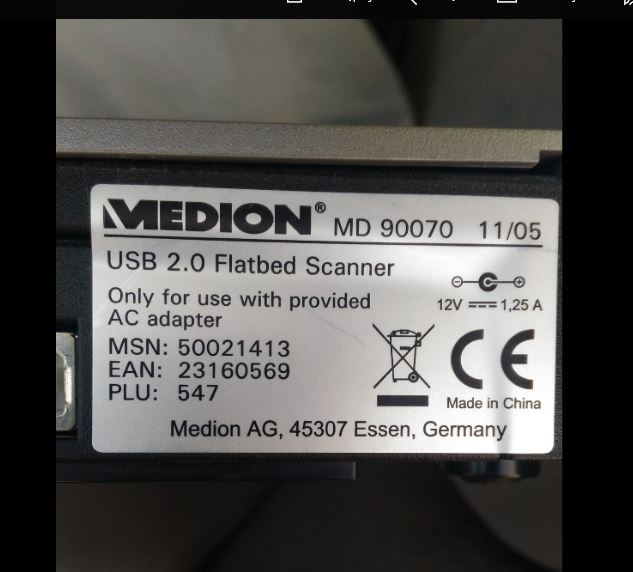 MEDION® MD 90070 11/05
USB 2.0 Flatbed Scanner
Only for use with provided
AC adapter
12V ⎓ 1,25 A
MSN: 50021413
EAN: 23160569
PLU: 547
CE
Made in China
Medion AG, 45307 Essen, Germany